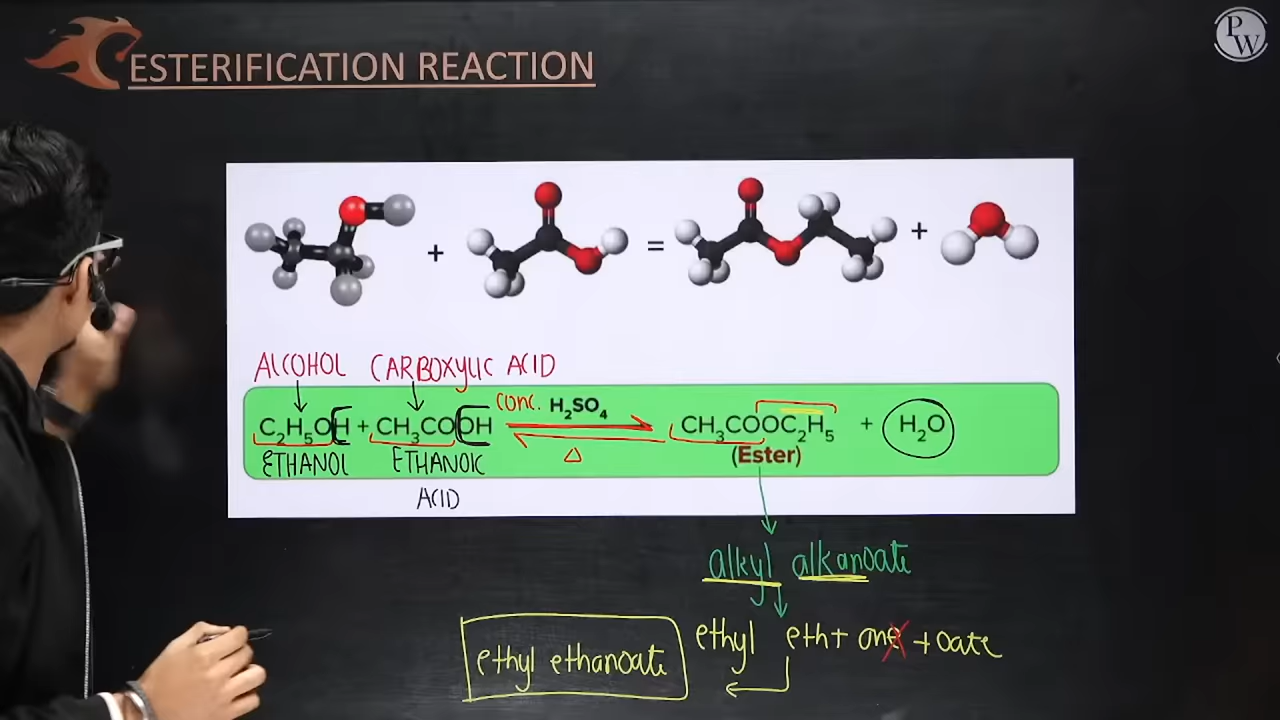 PW
ESTERIFICATION REACTION
+ = +
ALCOHOL CARBOXYLIC ACID
C₂H₅OH + CH₃COOH conc. H₂SO₄ ⇌ Δ CH₃COOC₂H₅ + H₂O
ETHANOL ETHANOIC ACID (Ester)
alkyl alkanoate
ethyl eth + ane + oate
ethyl ethanoate